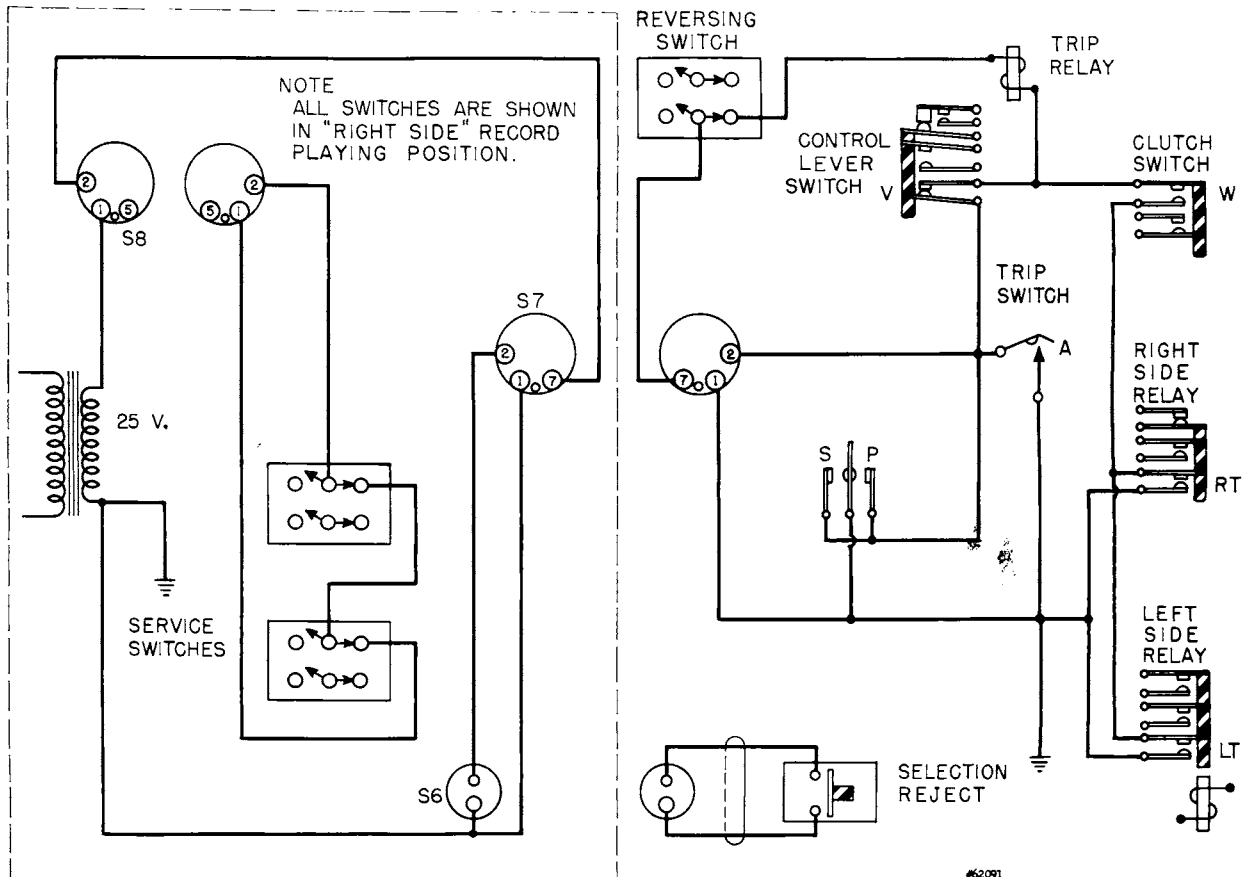 NOTE
ALL SWITCHES ARE SHOWN
IN "RIGHT SIDE" RECORD
PLAYING POSITION.
2
1 5
S8
2
5 1
S7
2
1 7
25 V.
SERVICE
SWITCHES
S6
REVERSING
SWITCH
TRIP
RELAY
CONTROL
LEVER
SWITCH V
CLUTCH
SWITCH
W
TRIP
SWITCH
A
2
7 1
RIGHT
SIDE
RELAY
RT
S P
LEFT
SIDE
RELAY
LT
SELECTION
REJECT
#62091